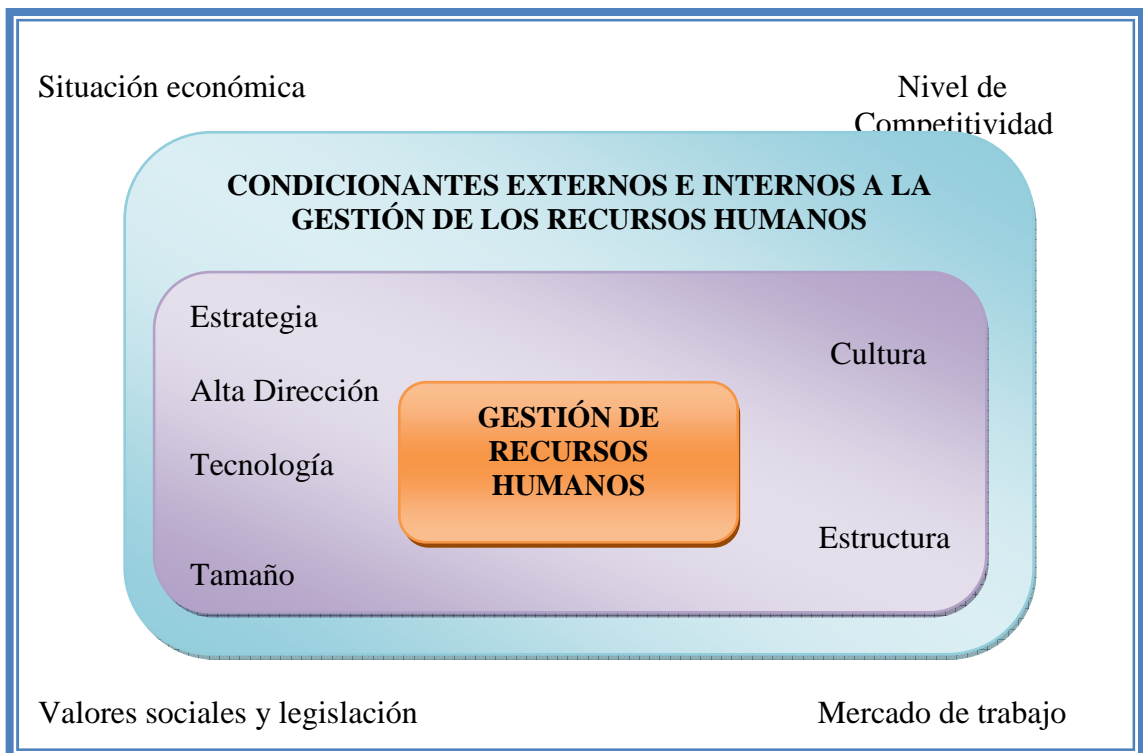 Situación económica
Nivel de
Competitividad
CONDICIONANTES EXTERNOS E INTERNOS A LA
GESTIÓN DE LOS RECURSOS HUMANOS
Estrategia
Cultura
Alta Dirección
GESTIÓN DE
RECURSOS
HUMANOS
Tecnología
Estructura
Tamaño
Valores sociales y legislación
Mercado de trabajo